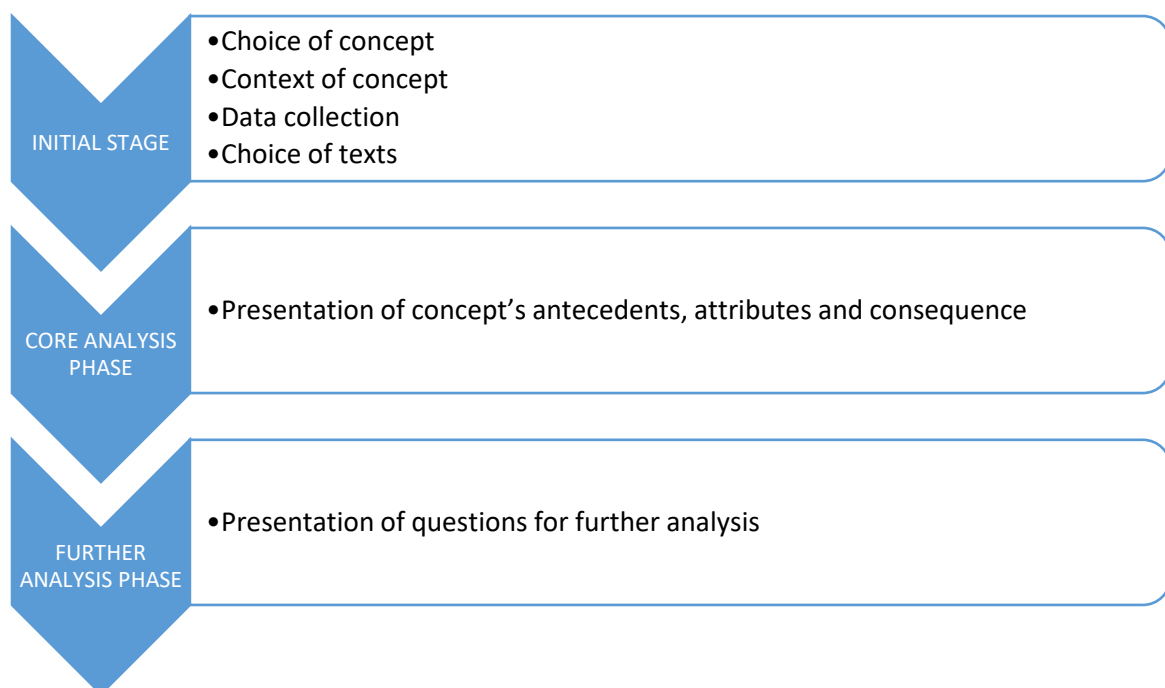 INITIAL STAGE
•Choice of concept
•Context of concept
•Data collection
•Choice of texts
CORE ANALYSIS
PHASE
•Presentation of concept’s antecedents, attributes and consequence
FURTHER
ANALYSIS PHASE
•Presentation of questions for further analysis